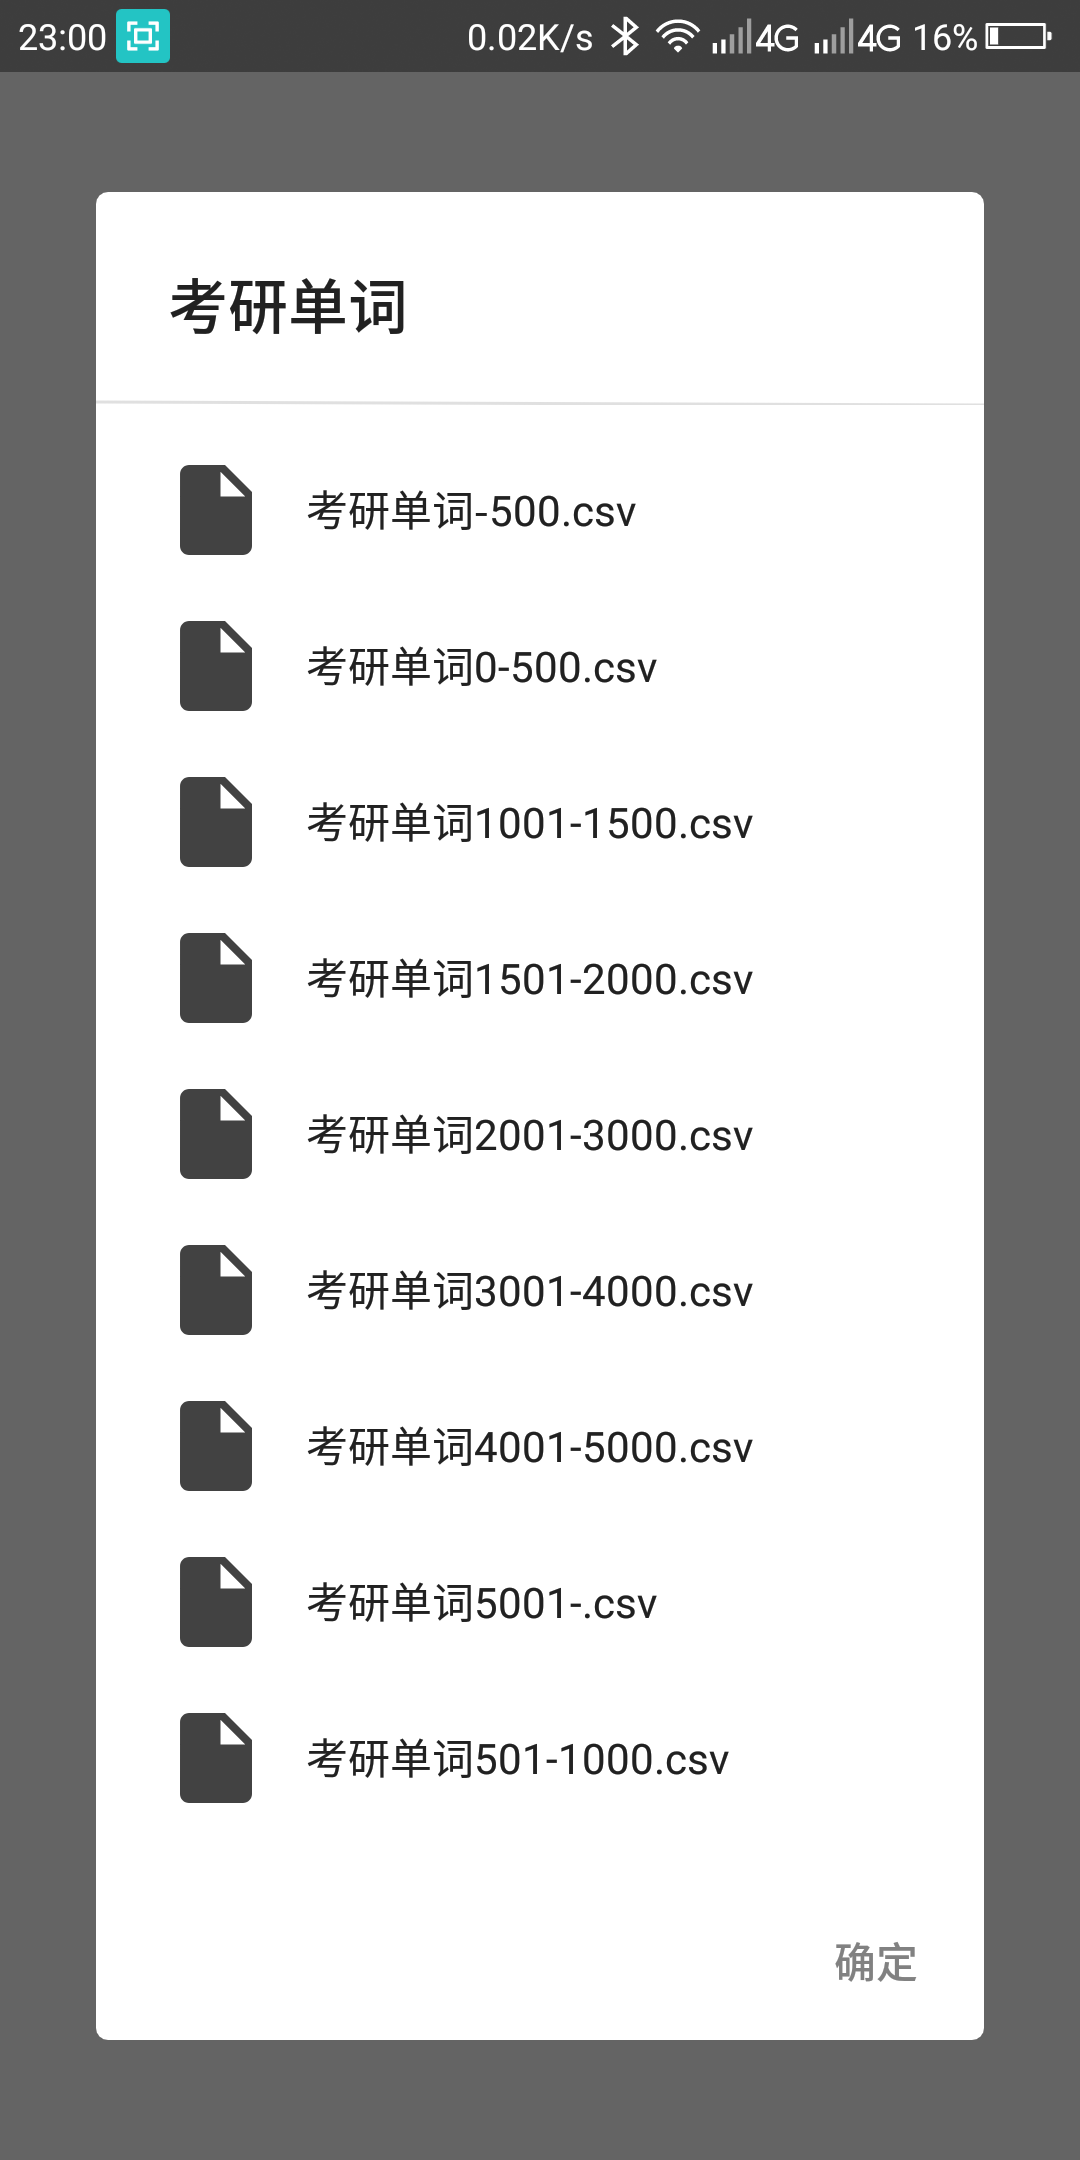 23:00 0.02K/s 4G 4G 16%
考研单词
考研单词-500.csv
考研单词0-500.csv
考研单词1001-1500.csv
考研单词1501-2000.csv
考研单词2001-3000.csv
考研单词3001-4000.csv
考研单词4001-5000.csv
考研单词5001-.csv
考研单词501-1000.csv
确定